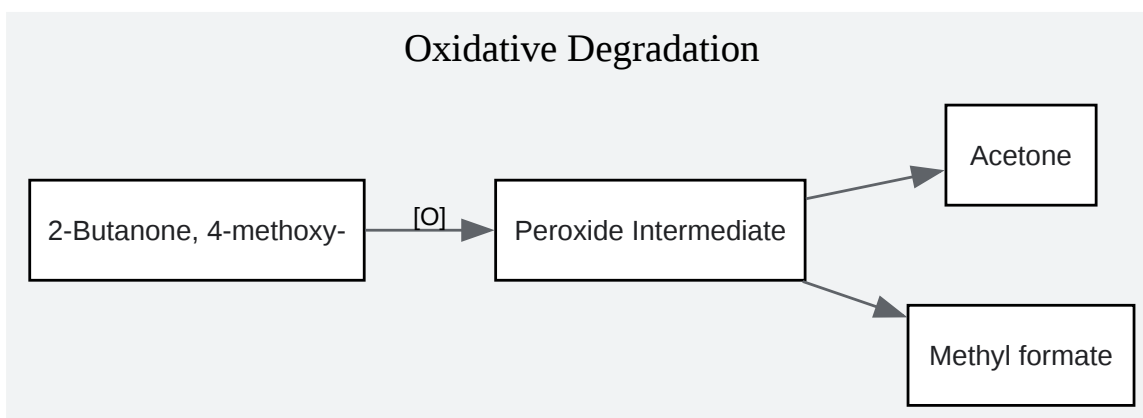 Oxidative Degradation
2-Butanone, 4-methoxy-
[O]
Peroxide Intermediate
Acetone
Methyl formate